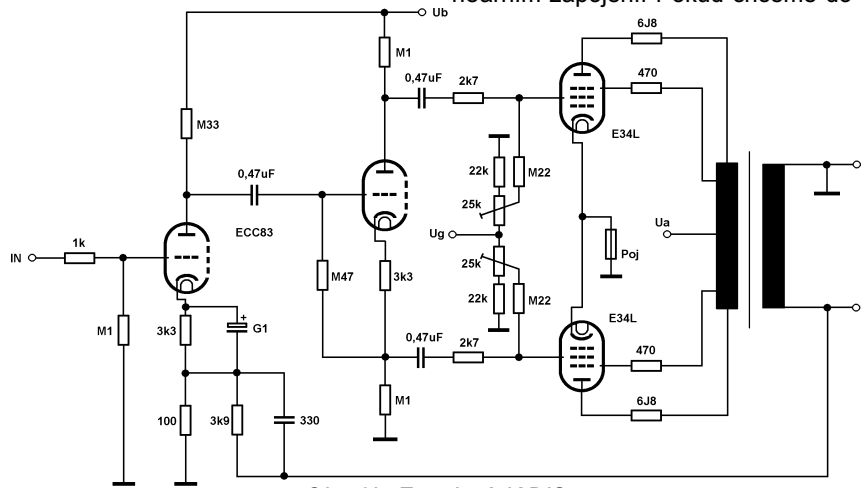 Ub
6J8
M1
0,47uF
2k7
470
E34L
M33
0,47uF
22k
M22
25k
ECC83
Ug
Ua
IN
1k
M47
3k3
25k
Poj
22k
M22
E34L
M1
3k3
G1
+
0,47uF
2k7
470
6J8
M1
100
3k9
330